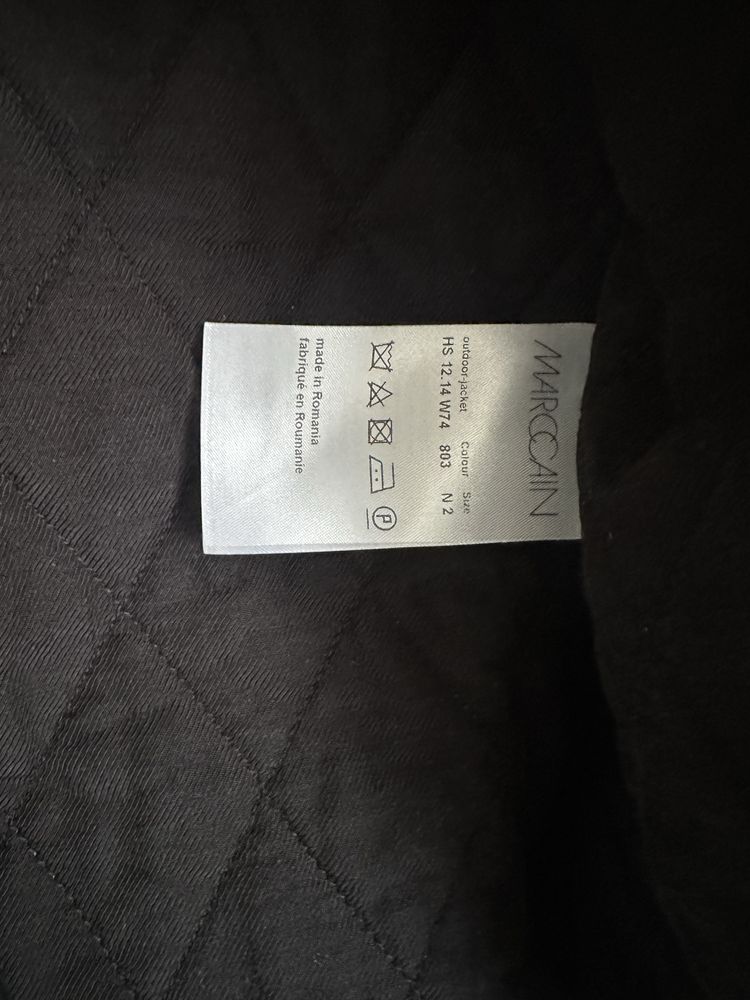 MARCCAIN
outdoor-jacket Colour Size
HS 12.14 W74 803 N 2
P
made in Romania
fabriqué en Roumanie